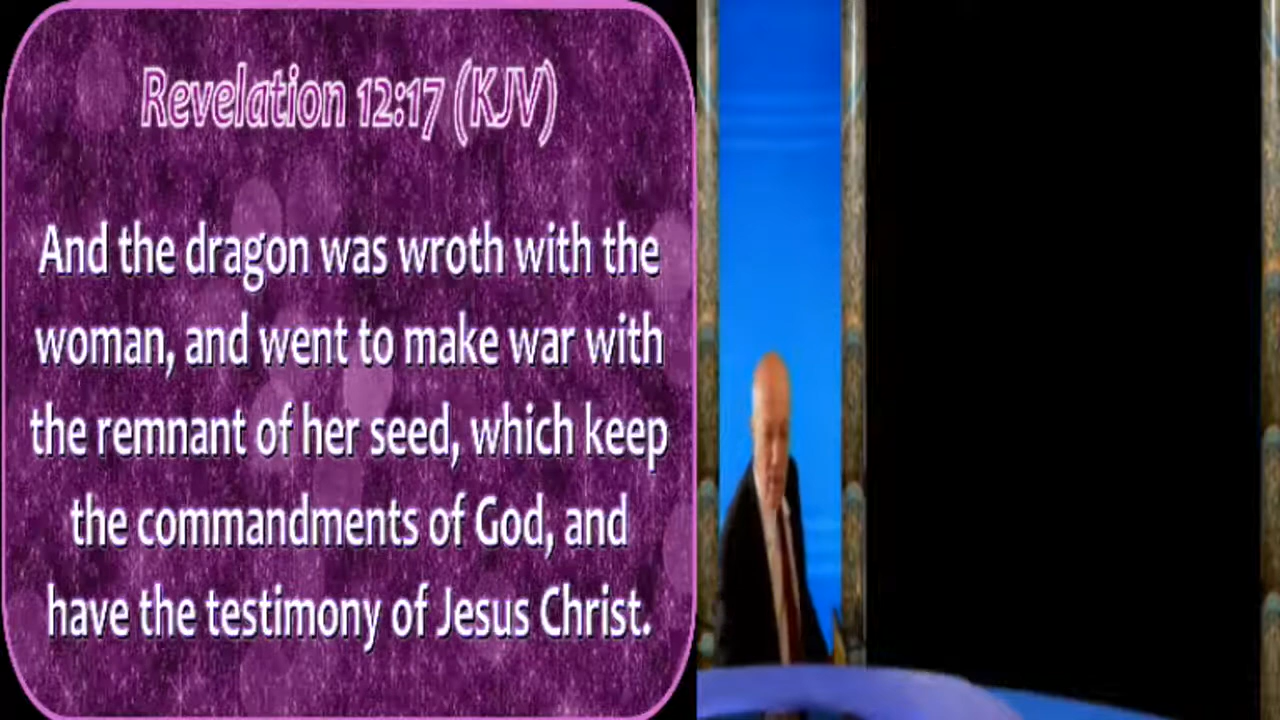 Revelation 12:17 (KJV)
And the dragon was wroth with the
woman, and went to make war with
the remnant of her seed, which keep
the commandments of God, and
have the testimony of Jesus Christ.